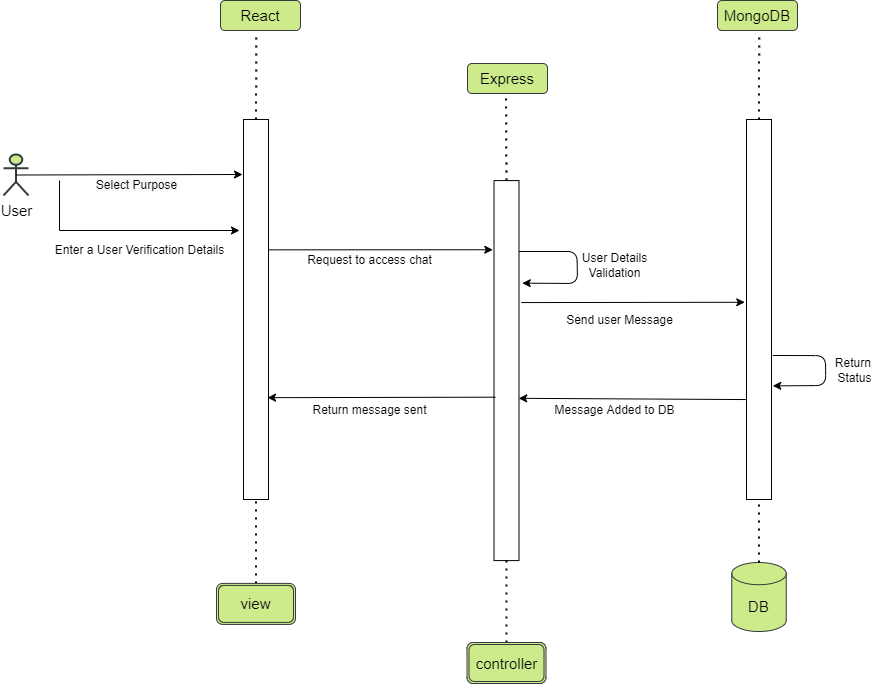 React
MongoDB
Express
User
Select Purpose
Enter a User Verification Details
Request to access chat
User Details
Validation
Send user Message
Return
Status
Return message sent
Message Added to DB
view
DB
controller